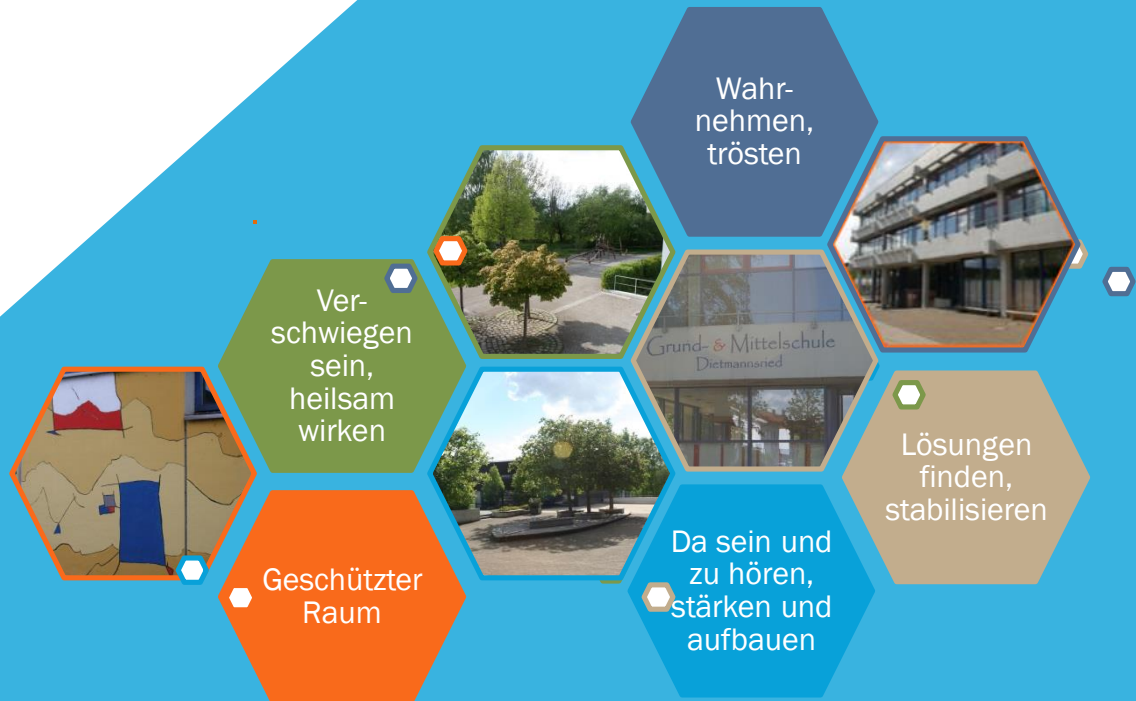 Wahr-
nehmen,
trösten
Ver-
schwiegen
sein,
heilsam
wirken
Grund- & Mittelschule
Dietmannsried
Lösungen
finden,
stabilisieren
Geschützter
Raum
Da sein und
zu hören,
stärken und
aufbauen